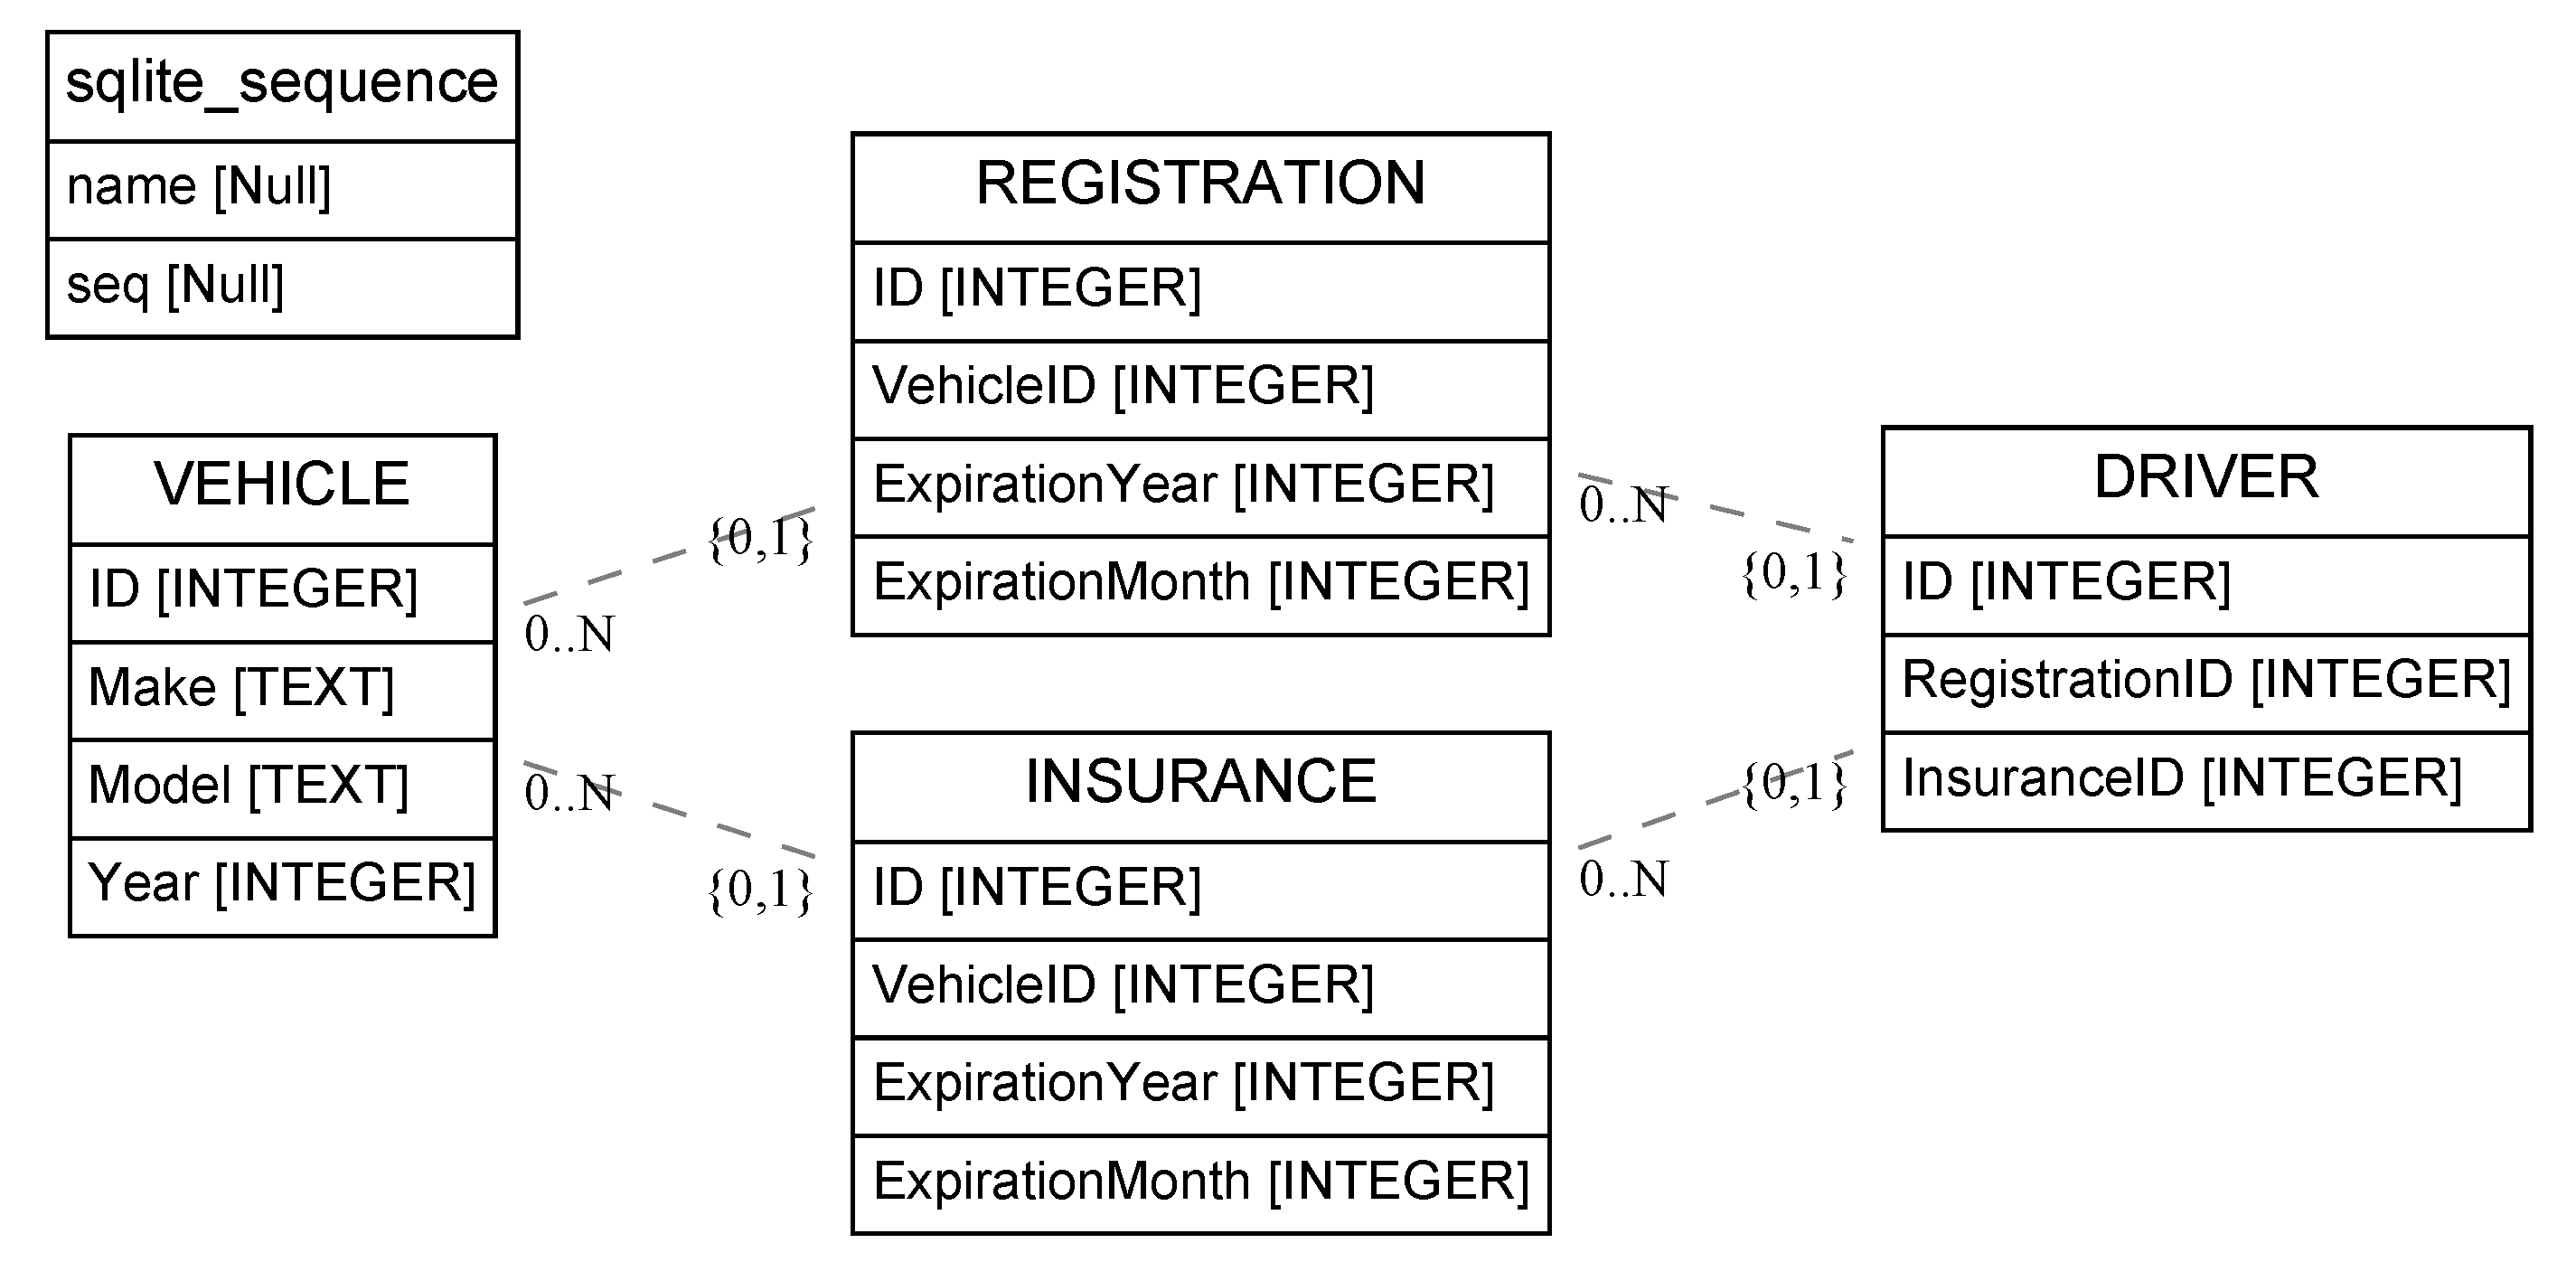 sqlite_sequence
name [Null]
seq [Null]
VEHICLE
ID [INTEGER]
Make [TEXT]
Model [TEXT]
Year [INTEGER]
0..N
{0,1}
0..N
{0,1}
REGISTRATION
ID [INTEGER]
VehicleID [INTEGER]
ExpirationYear [INTEGER]
ExpirationMonth [INTEGER]
INSURANCE
ID [INTEGER]
VehicleID [INTEGER]
ExpirationYear [INTEGER]
ExpirationMonth [INTEGER]
0..N
{0,1}
0..N
{0,1}
DRIVER
ID [INTEGER]
RegistrationID [INTEGER]
InsuranceID [INTEGER]